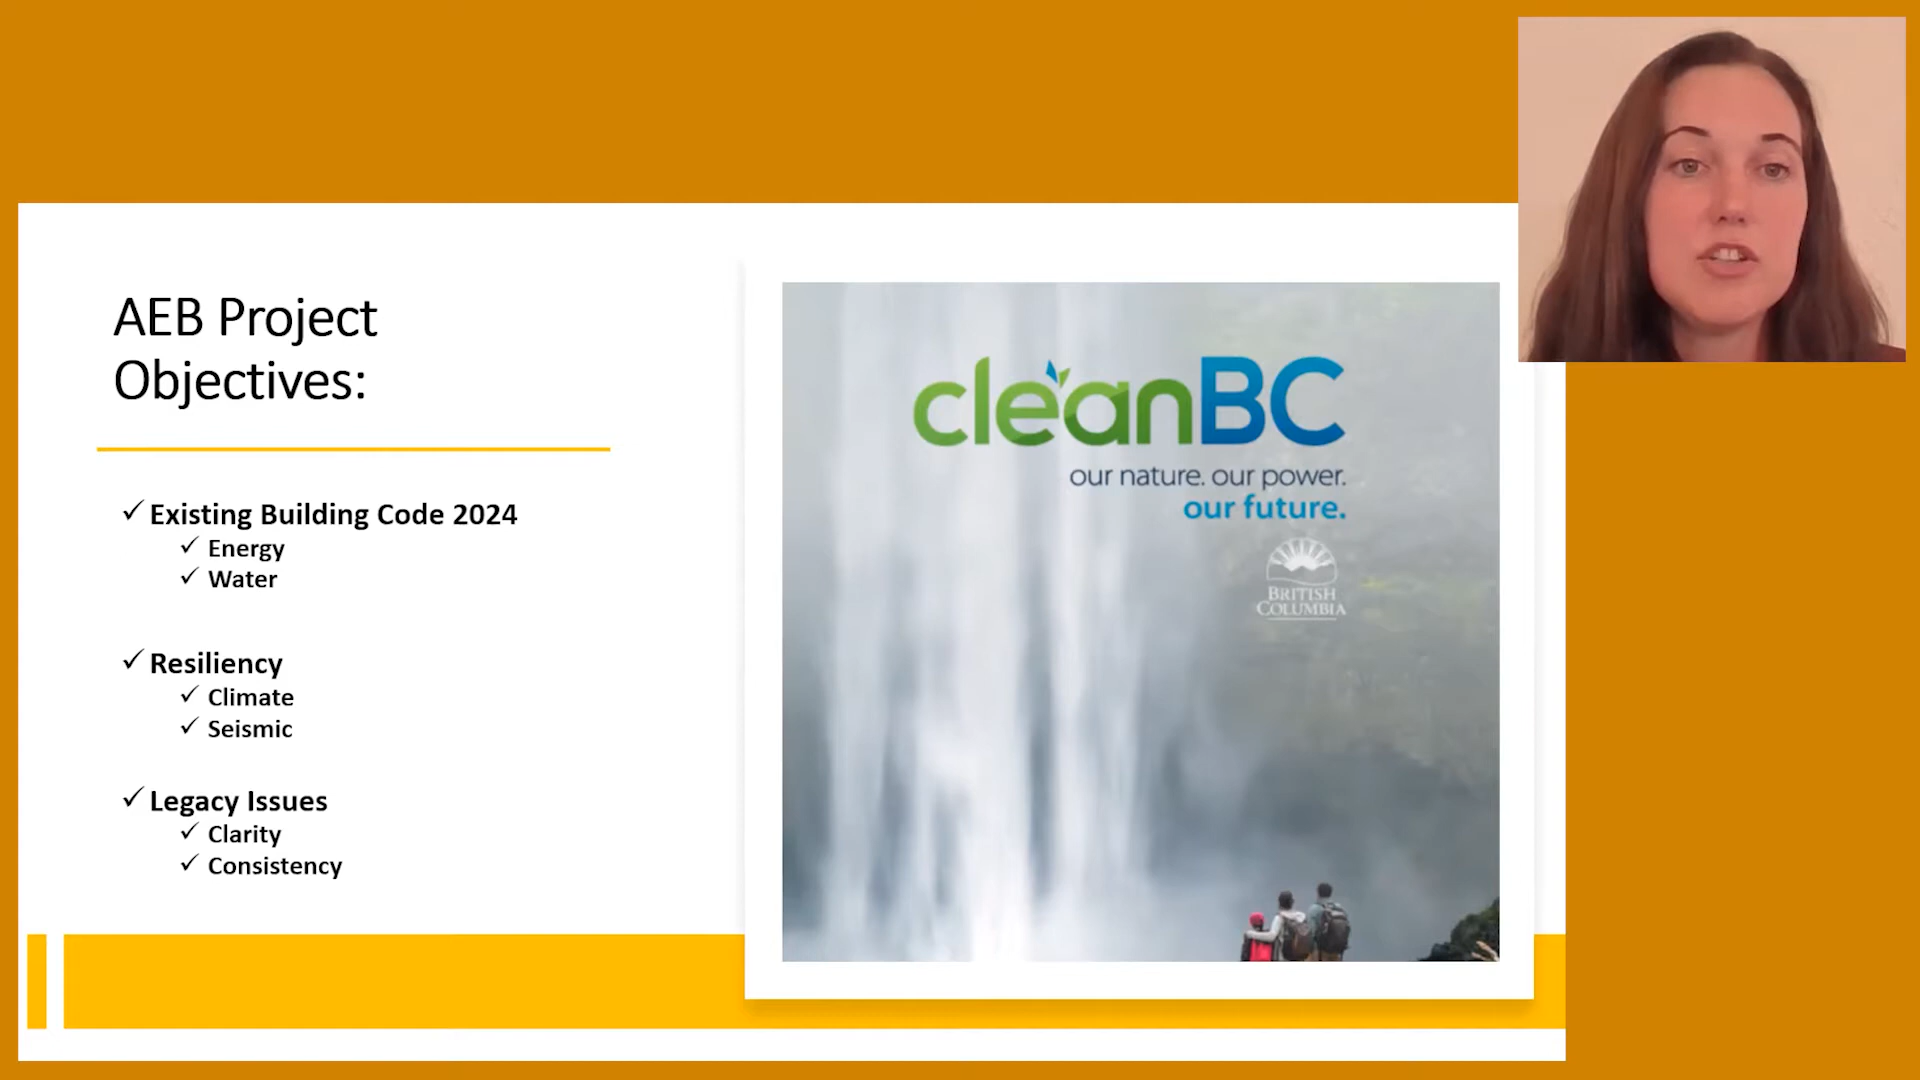 AEB Project
Objectives:
✓ Existing Building Code 2024
✓ Energy
✓ Water
✓ Resiliency
✓ Climate
✓ Seismic
✓ Legacy Issues
✓ Clarity
✓ Consistency
cleanBC
our nature. our power.
our future.
BRITISH
COLUMBIA